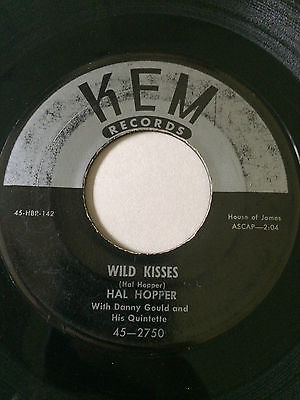 KEM
RECORDS
45-HBR-142
House of James
ASCAP—2:04
WILD KISSES
(Hal Hopper)
HAL HOPPER
With Danny Gould and
His Quintette
45—2750